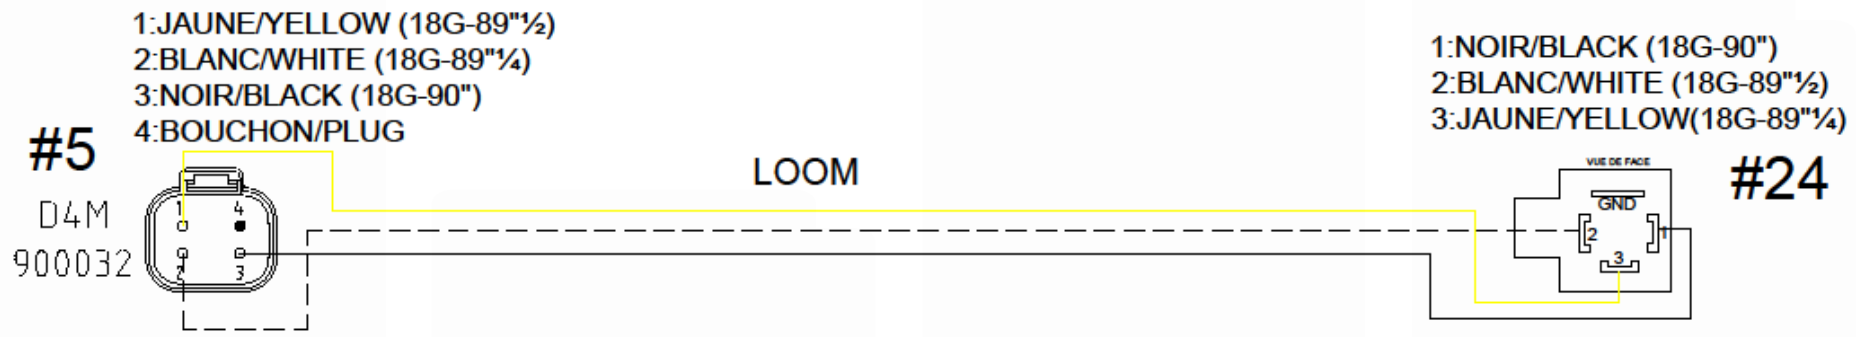 1:JAUNE/YELLOW (18G-89"½)
2:BLANC/WHITE (18G-89"¼)
3:NOIR/BLACK (18G-90")
4:BOUCHON/PLUG
#5
D4M
900032
1
4
2
3
LOOM
1:NOIR/BLACK (18G-90")
2:BLANC/WHITE (18G-89"½)
3:JAUNE/YELLOW(18G-89"¼)
VUE DE FACE
#24
GND
2
1
3